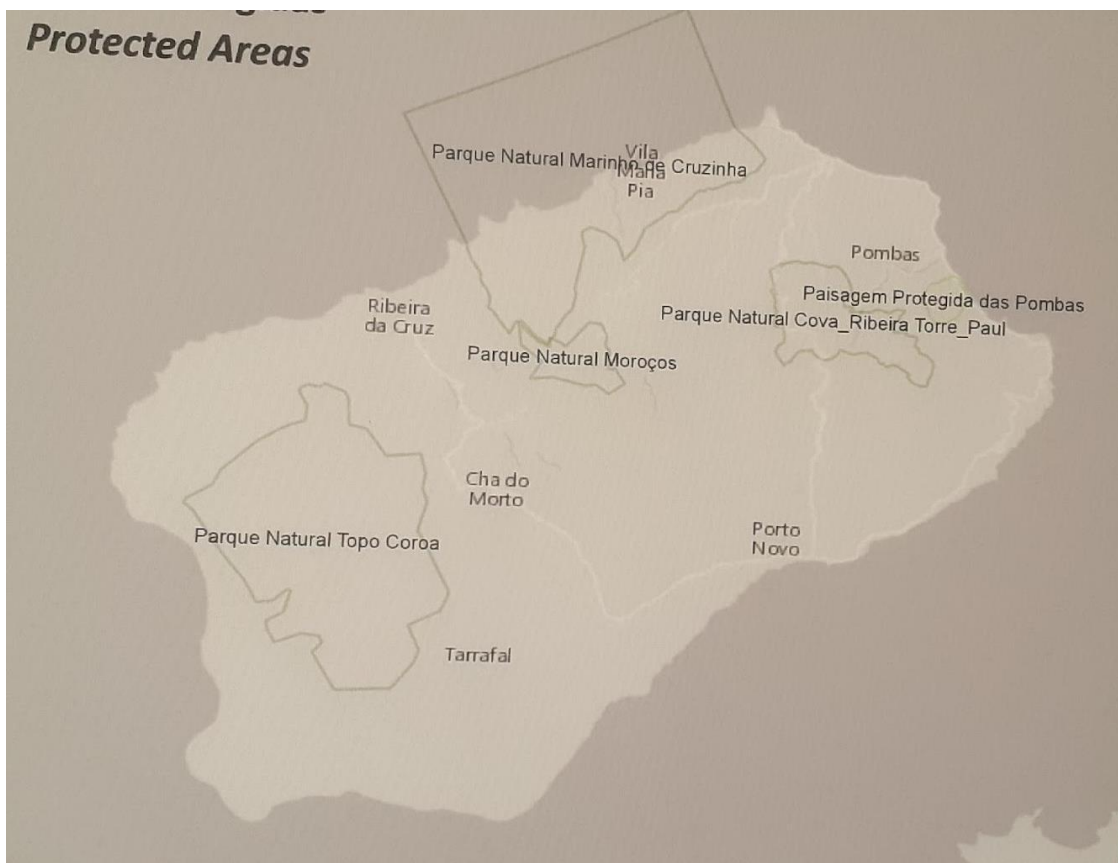 Protected Areas
Parque Natural Marinho de Cruzinha
Vila
Maria
Pia
Pombas
Paisagem Protegida das Pombas
Parque Natural Cova_Ribeira Torre_Paul
Ribeira
da Cruz
Parque Natural Moroços
Cha do
Morto
Parque Natural Topo Coroa
Porto
Novo
Tarrafal